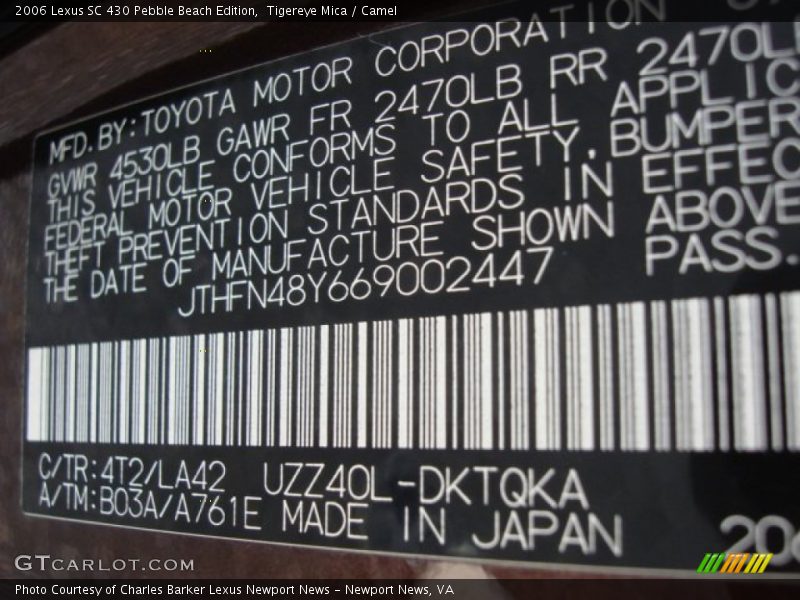 2006 Lexus SC 430 Pebble Beach Edition, Tigereye Mica / Camel
MFD. BY: TOYOTA MOTOR CORPORATION
GVWR 4530LB GAWR FR 2470LB RR 2470L
THIS VEHICLE CONFORMS TO ALL APPLIC
FEDERAL MOTOR VEHICLE SAFETY, BUMPER
THEFT PREVENTION STANDARDS IN EFFEC
THE DATE OF MANUFACTURE SHOWN ABOVE
JTHFN48Y669002447 PASS.
C/TR:4T2/LA42 UZZ40L-DKTQKA
A/TM:B03A/A761E MADE IN JAPAN
GTCARLOT.COM
Photo Courtesy of Charles Barker Lexus Newport News - Newport News, VA